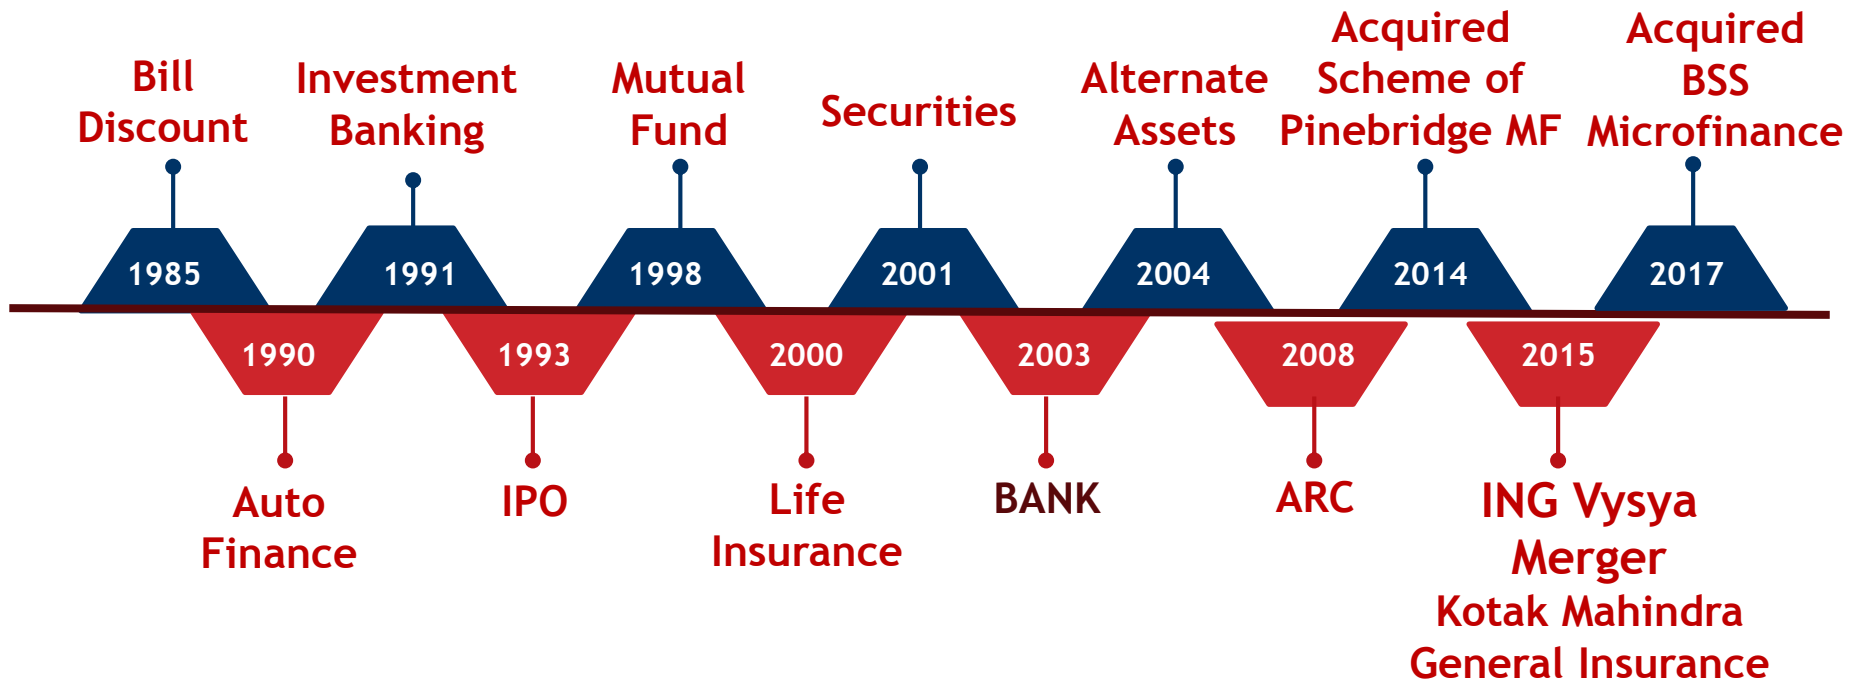 Bill
Discount
Investment
Banking
Mutual
Fund
Securities
Alternate
Assets
Acquired
Scheme of
Pinebridge MF
Acquired
BSS
Microfinance
1985
1991
1998
2001
2004
2014
2017
1990
1993
2000
2003
2008
2015
Auto
Finance
IPO
Life
Insurance
BANK
ARC
ING Vysya
Merger
Kotak Mahindra
General Insurance